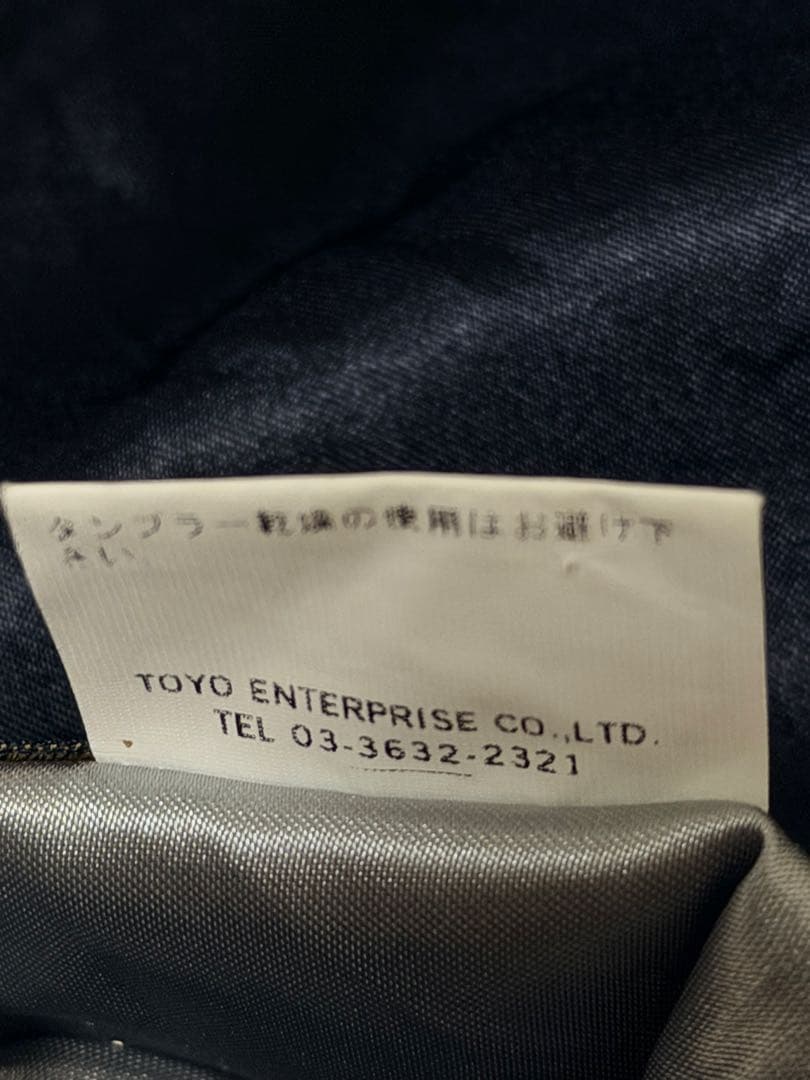 タンブラー乾燥の使用はお避け下
さい
TOYO ENTERPRISE CO.,LTD.
TEL 03-3632-2321